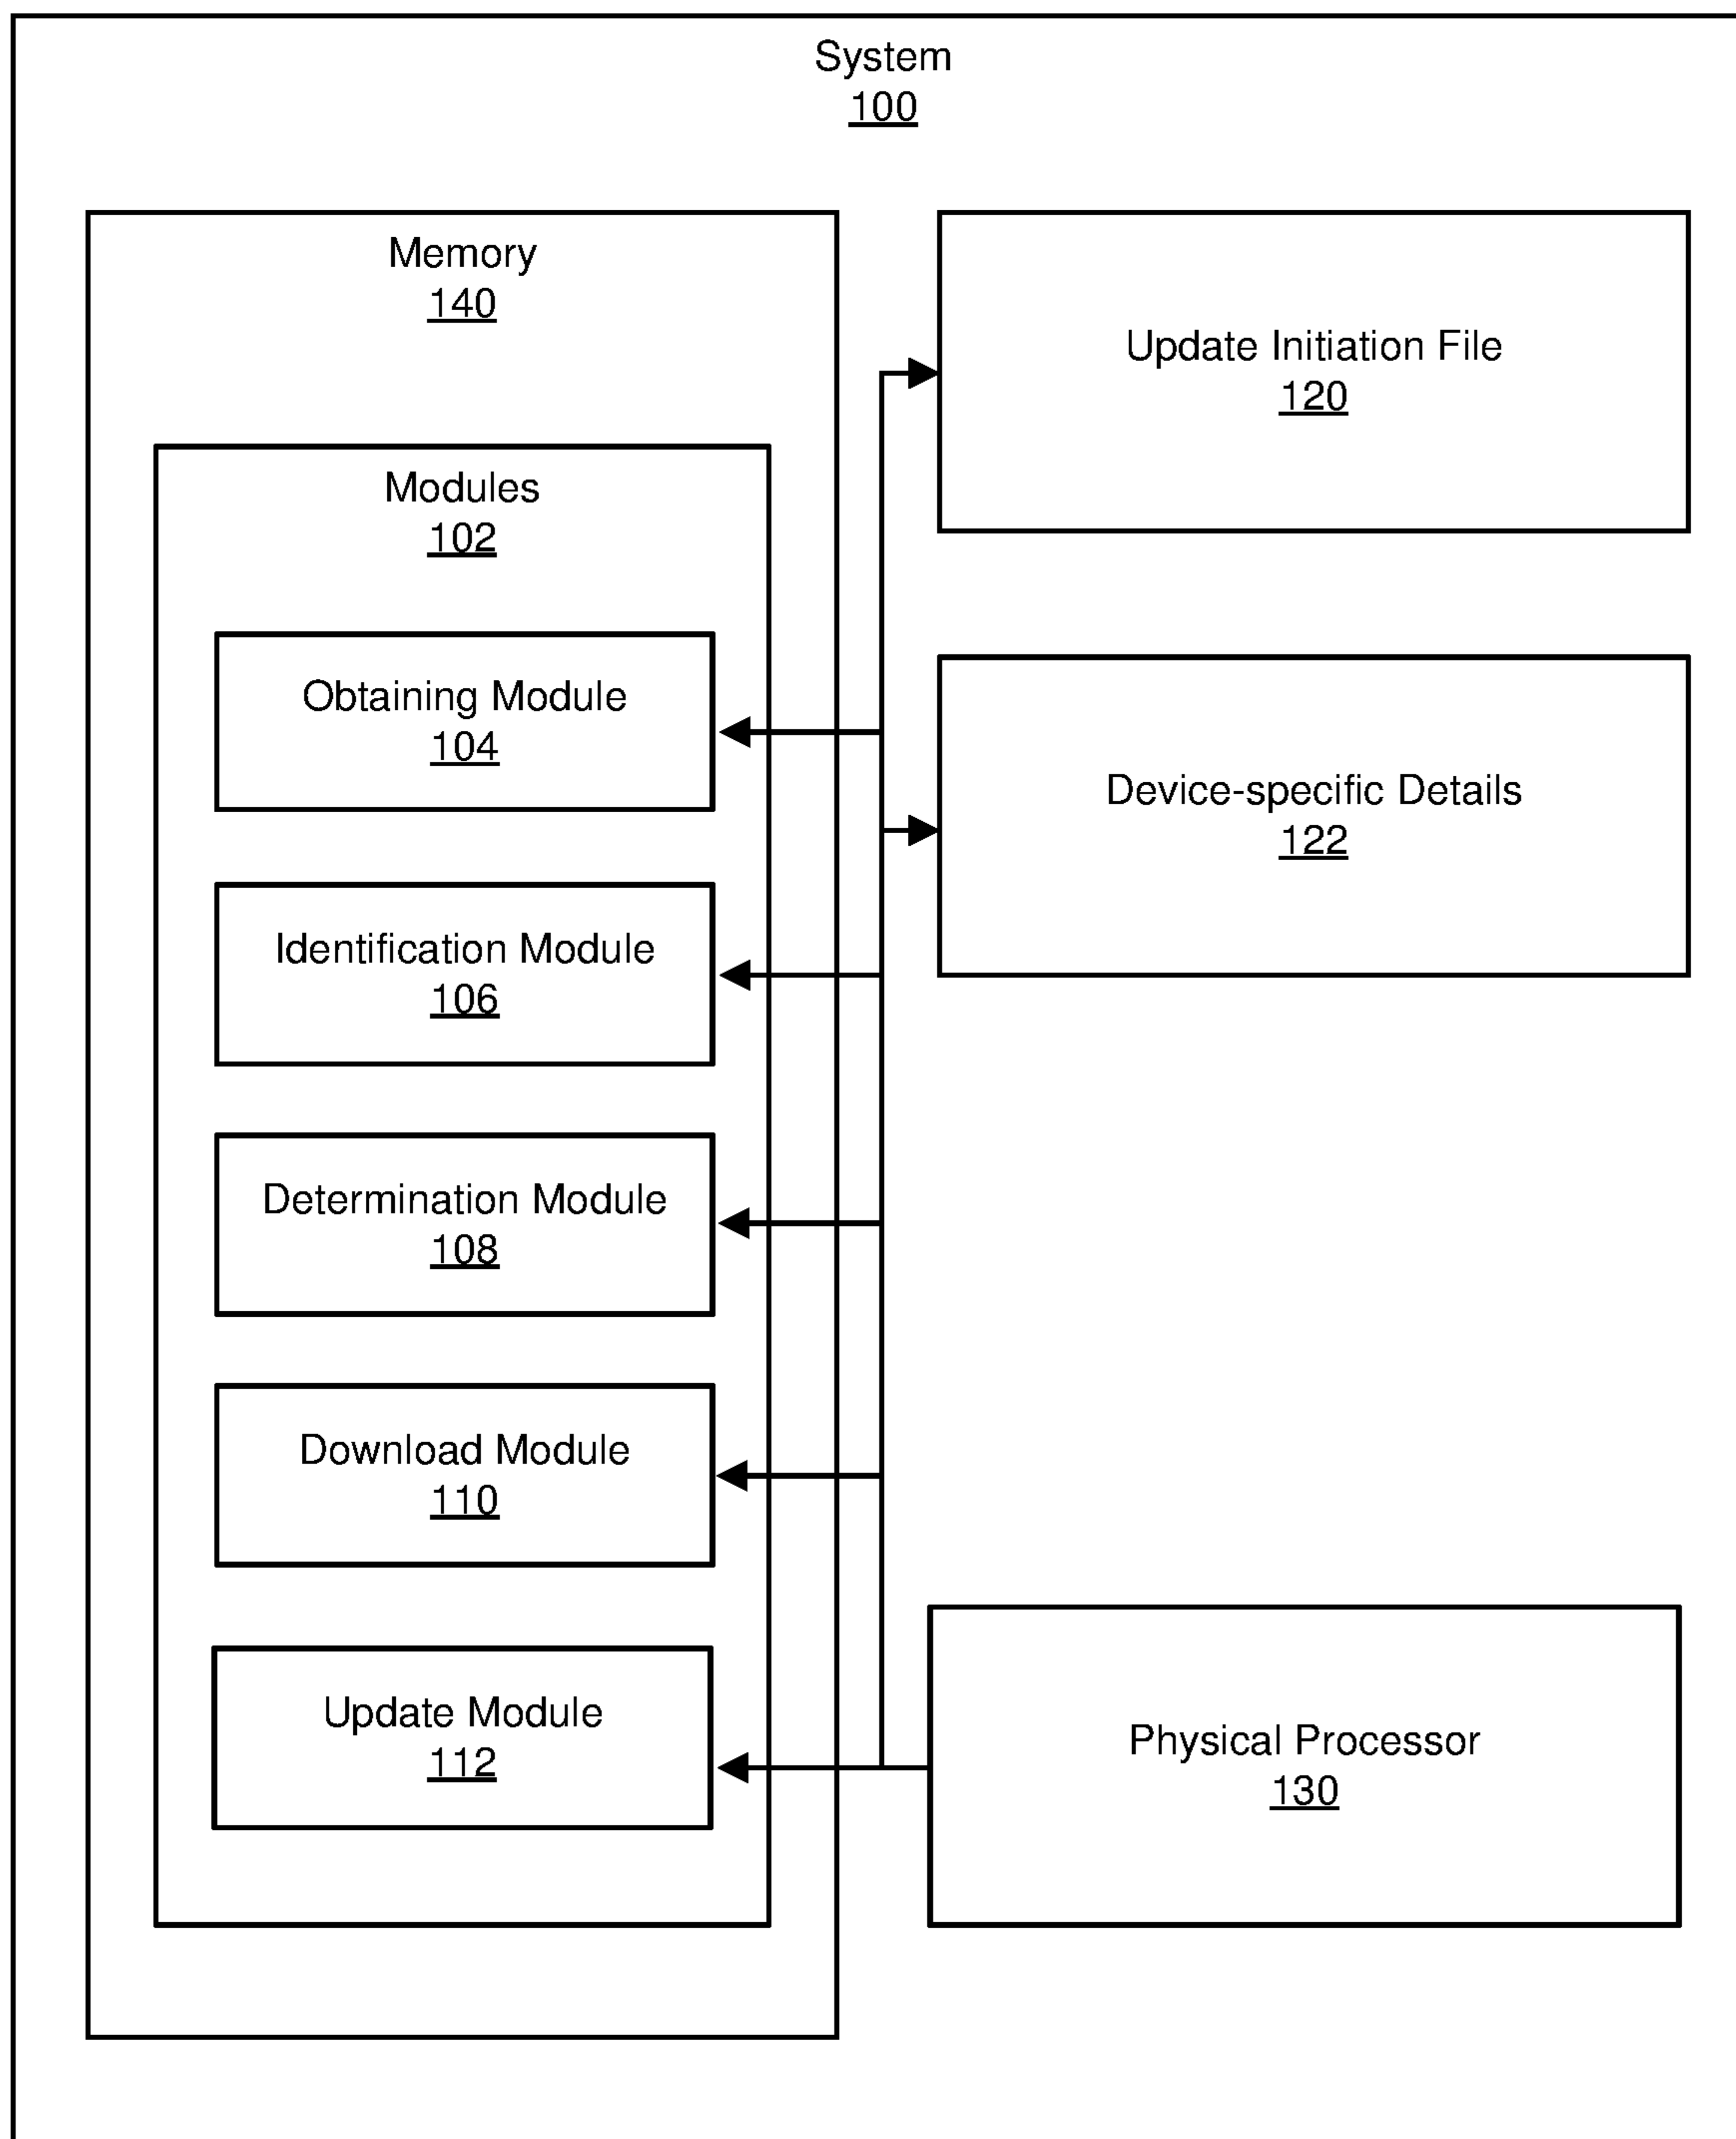 System
100
Memory
140
Modules
102
Obtaining Module
104
Identification Module
106
Determination Module
108
Download Module
110
Update Module
112
Update Initiation File
120
Device-specific Details
122
Physical Processor
130